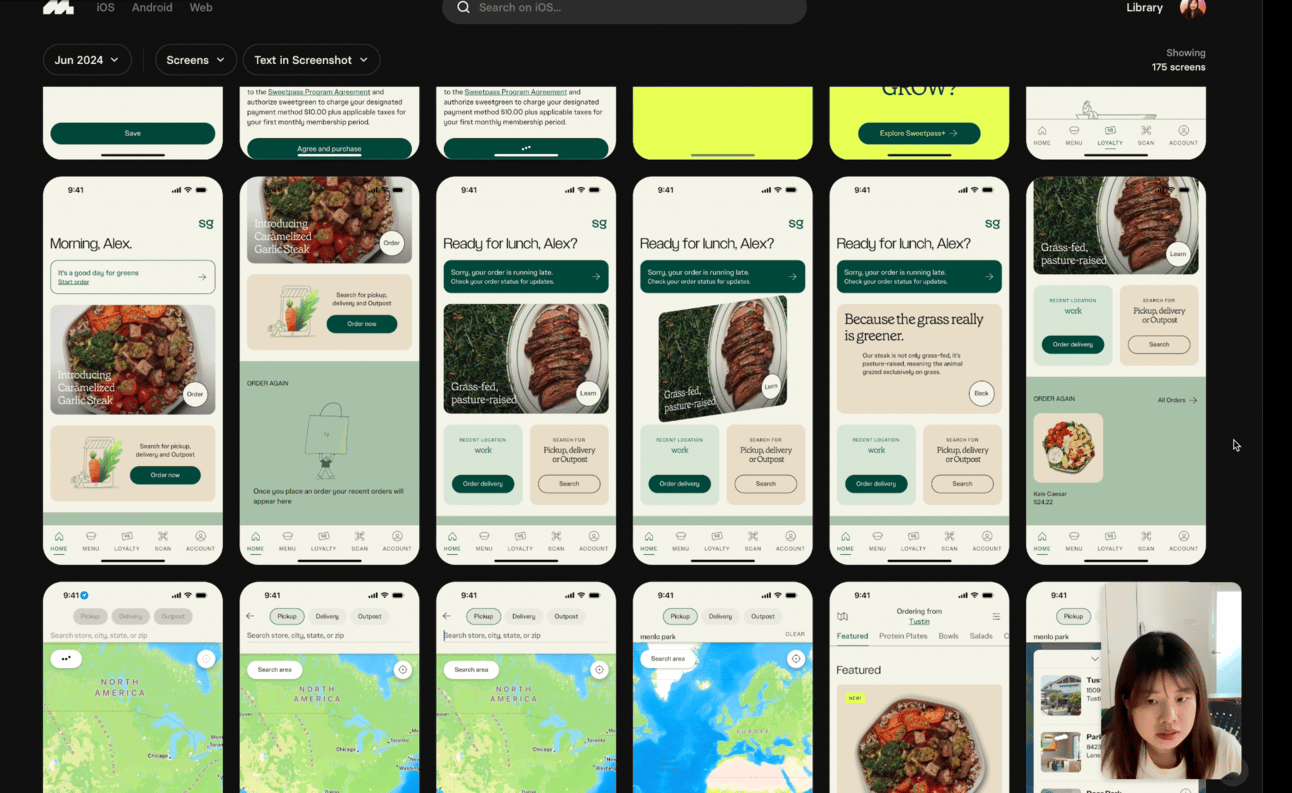 iOS Android Web
Search on iOS...
Library
Jun 2024
Screens
Text in Screenshot
Showing
175 screens
Save
to the Sweetpass Program Agreement and
authorize sweetgreen to charge your designated
payment method $10.00 plus applicable taxes for
your first monthly membership period.
Agree and purchase
to the Sweetpass Program Agreement and
authorize sweetgreen to charge your designated
payment method $10.00 plus applicable taxes for
your first monthly membership period.
GROW?
Explore Sweetpass+
HOME MENU LOYALTY SCAN ACCOUNT
9:41
sg
Morning, Alex.
It's a good day for greens
Start order
Introducing
Caramelized
Garlic Steak
Order
Search for pickup,
delivery and Outpost
Order now
HOME MENU LOYALTY SCAN ACCOUNT
Introducing
Caramelized
Garlic Steak
Order
Search for pickup,
delivery and Outpost
Order now
ORDER AGAIN
Once you place an order your recent orders will
appear here
HOME MENU LOYALTY SCAN ACCOUNT
9:41
sg
Ready for lunch, Alex?
Sorry, your order is running late.
Check your order status for updates.
Grass-fed,
pasture-raised
Learn
RECENT LOCATION
work
Order delivery
SEARCH FOR
Pickup, delivery
or Outpost
Search
HOME MENU LOYALTY SCAN ACCOUNT
9:41
sg
Ready for lunch, Alex?
Sorry, your order is running late.
Check your order status for updates.
Grass-fed,
pasture-raised
Learn
RECENT LOCATION
work
Order delivery
SEARCH FOR
Pickup, delivery
or Outpost
Search
HOME MENU LOYALTY SCAN ACCOUNT
9:41
sg
Ready for lunch, Alex?
Sorry, your order is running late.
Check your order status for updates.
Because the grass really
is greener.
Our steak is not only grass-fed, it's
pasture-raised, meaning the animal
grazed exclusively on grass.
Back
RECENT LOCATION
work
Order delivery
SEARCH FOR
Pickup, delivery
or Outpost
Search
HOME MENU LOYALTY SCAN ACCOUNT
9:41
Grass-fed,
pasture-raised
Learn
RECENT LOCATION
work
Order delivery
SEARCH FOR
Pickup, delivery
or Outpost
Search
ORDER AGAIN
All Orders
Kale Caesar
$24.22
HOME MENU LOYALTY SCAN ACCOUNT
9:41
Pickup Delivery Outpost
Search store, city, state, or zip
NORTH
AMERICA
Chicago
9:41
Pickup Delivery Outpost
Search store, city, state, or zip
Search area
NORTH
AMERICA
Chicago
Toronto
9:41
Pickup Delivery Outpost
Search store, city, state, or zip
Search area
NORTH
AMERICA
Chicago
Toronto
9:41
Pickup Delivery Outpost
menlo park
CLEAR
Search area
EUROPE
9:41
Ordering from
Tustin
Featured Protein Plates Bowls Salads
Featured
NEW!
9:41
Pickup
menlo park